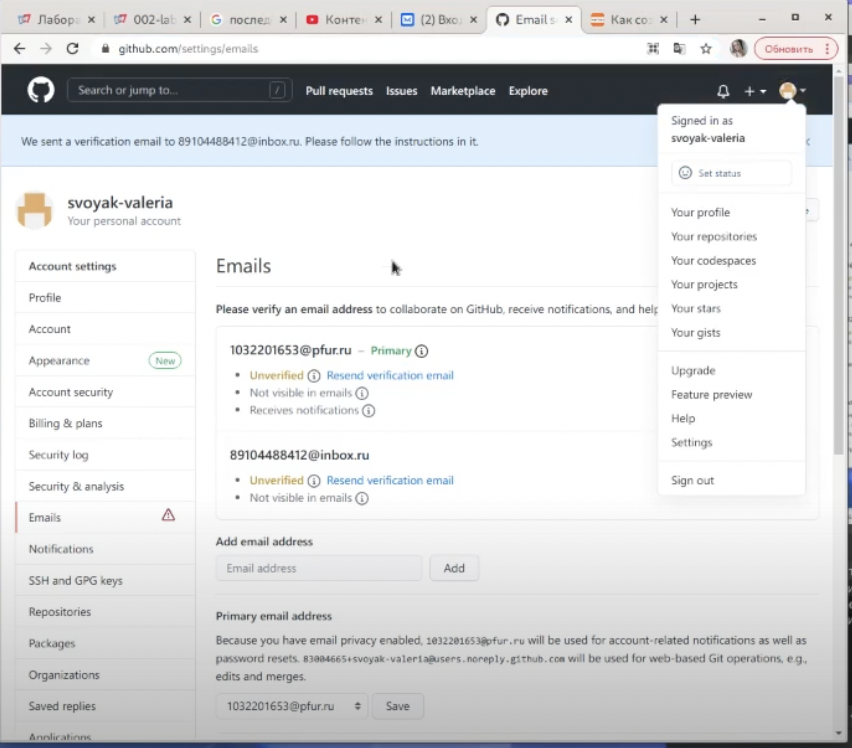 Лабора
002-lab
послед
Контен
(2) Вхо
Email s
Как со
github.com/settings/emails
Обновить
Search or jump to...
/
Pull requests Issues Marketplace Explore
We sent a verification email to 89104488412@inbox.ru. Please follow the instructions in it.
Signed in as
svoyak-valeria
Set status
Your profile
Your repositories
Your codespaces
Your projects
Your stars
Your gists
Upgrade
Feature preview
Help
Settings
Sign out
svoyak-valeria
Your personal account
Account settings
Profile
Account
Appearance New
Account security
Billing & plans
Security log
Security & analysis
Emails
Notifications
SSH and GPG keys
Repositories
Packages
Organizations
Saved replies
Applications
Emails
Please verify an email address to collaborate on GitHub, receive notifications, and help
1032201653@pfur.ru – Primary
Unverified Resend verification email
Not visible in emails
Receives notifications
89104488412@inbox.ru
Unverified Resend verification email
Not visible in emails
Add email address
Email address Add
Primary email address
Because you have email privacy enabled, 1032201653@pfur.ru will be used for account-related notifications as well as
password resets. 83004665+svoyak-valeria@users.noreply.github.com will be used for web-based Git operations, e.g.,
edits and merges.
1032201653@pfur.ru Save